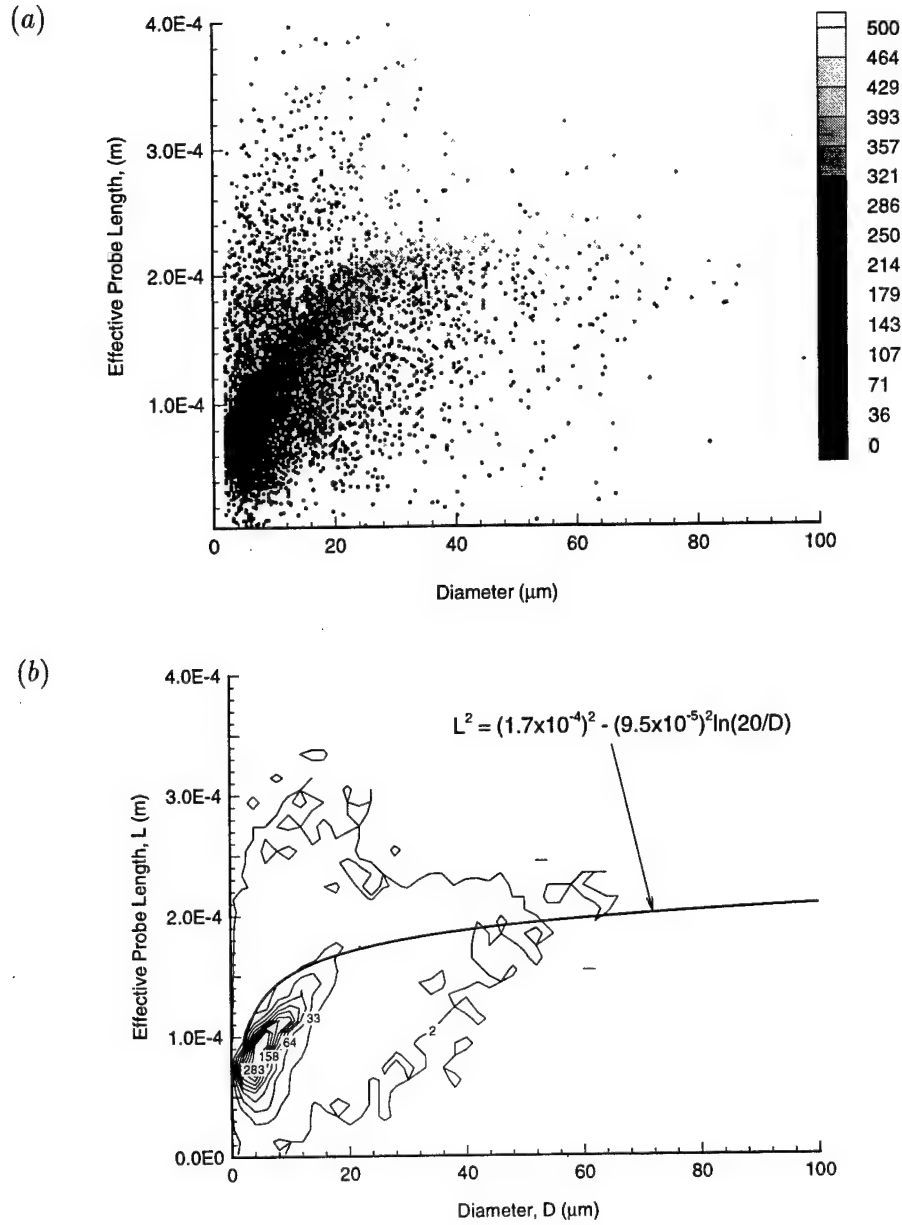 (a)
4.0E-4
3.0E-4
2.0E-4
1.0E-4
Effective Probe Length, (m)
0 20 40 60 80 100
Diameter (μm)
500
464
429
393
357
321
286
250
214
179
143
107
71
36
0
(b)
4.0E-4
3.0E-4
2.0E-4
1.0E-4
0.0E0
Effective Probe Length, L (m)
L² = (1.7x10⁻⁴)² - (9.5x10⁻⁵)²ln(20/D)
33
64
158
283
2
0 20 40 60 80 100
Diameter, D (μm)